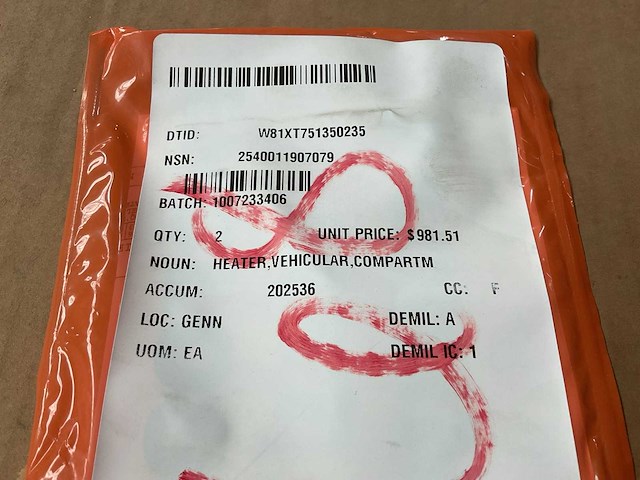 DTID: W81XT751350235
NSN: 2540011907079
BATCH: 1007233406
QTY: 2 UNIT PRICE: $981.51
NOUN: HEATER,VEHICULAR,COMPARTM
ACCUM: 202536 CC: F
LOC: GENN DEMIL: A
UOM: EA DEMIL IC: 1